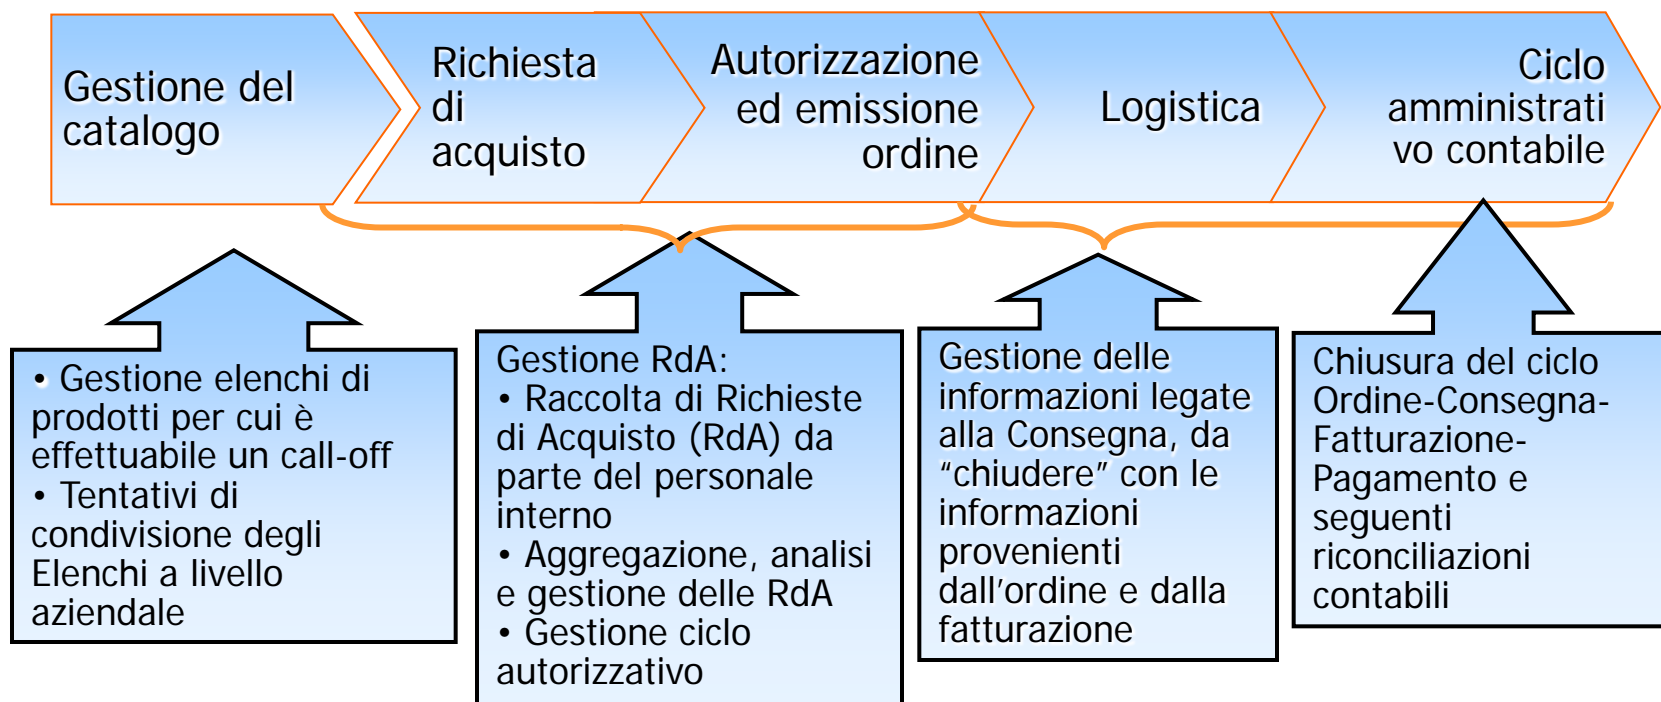 Gestione del
catalogo
Richiesta
di
acquisto
Autorizzazione
ed emissione
ordine
Logistica
Ciclo
amministrati
vo contabile
• Gestione elenchi di
prodotti per cui è
effettuabile un call-off
• Tentativi di
condivisione degli
Elenchi a livello
aziendale
Gestione RdA:
• Raccolta di Richieste
di Acquisto (RdA) da
parte del personale
interno
• Aggregazione, analisi
e gestione delle RdA
• Gestione ciclo
autorizzativo
Gestione delle
informazioni legate
alla Consegna, da
“chiudere” con le
informazioni
provenienti
dall’ordine e dalla
fatturazione
Chiusura del ciclo
Ordine-Consegna-
Fatturazione-
Pagamento e
seguenti
riconciliazioni
contabili